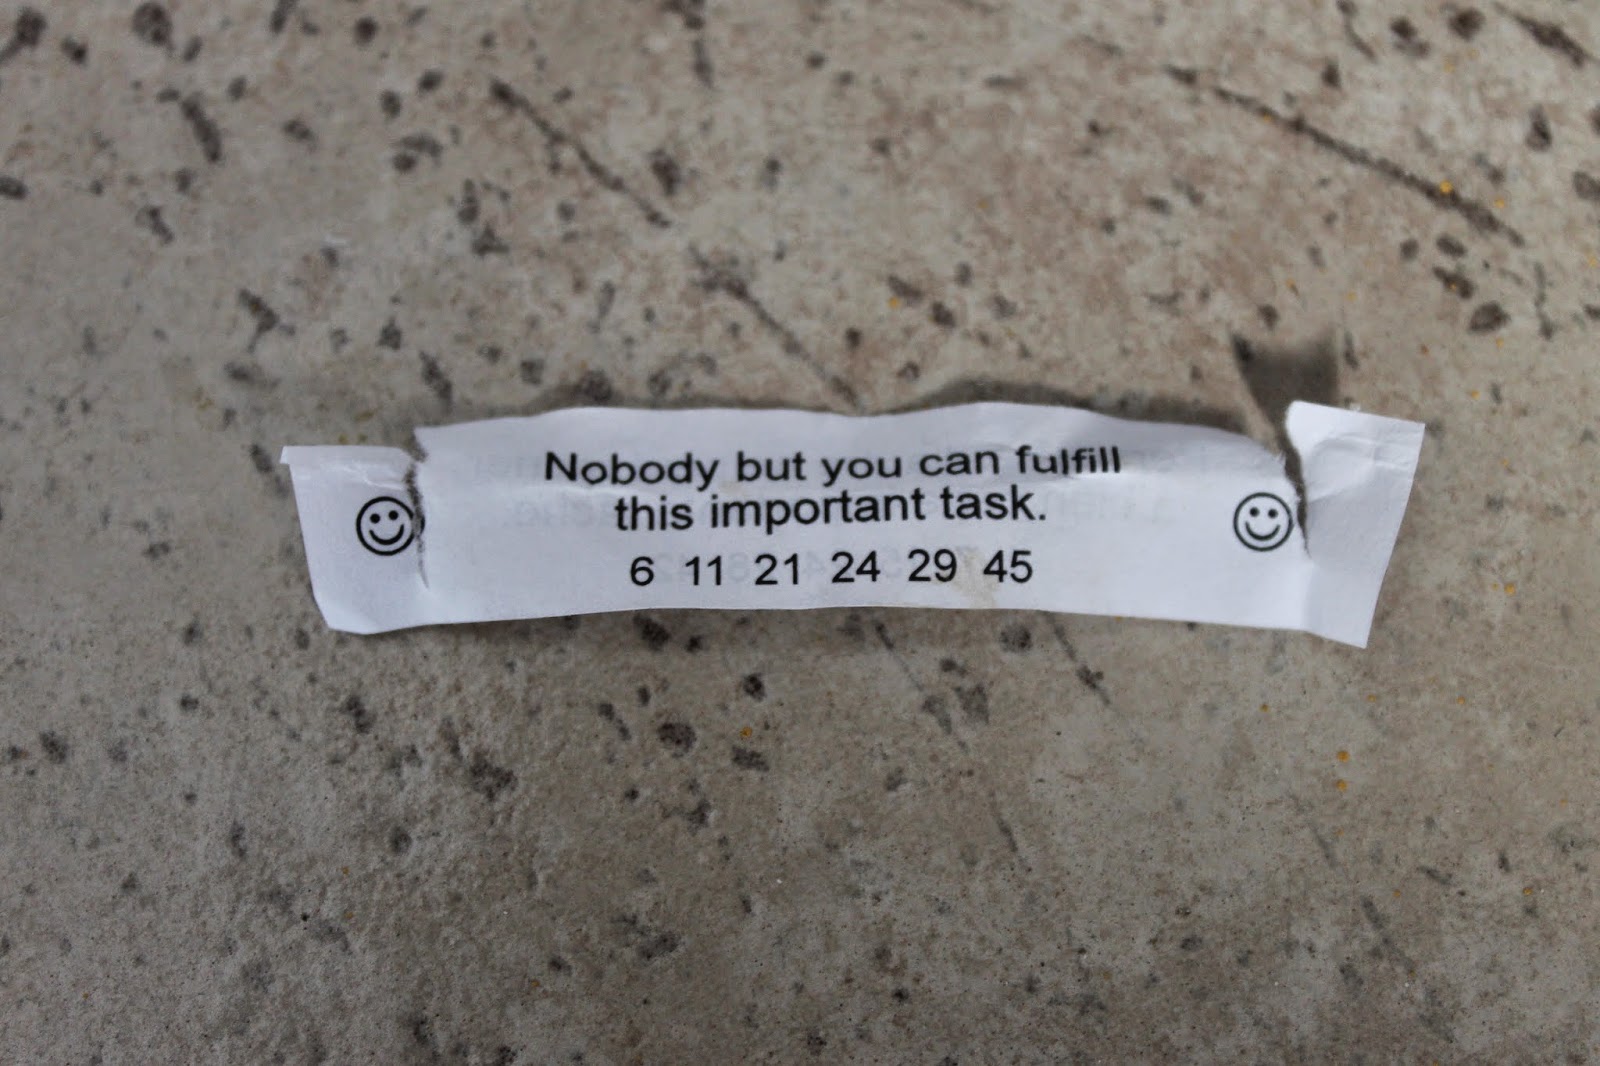 Nobody but you can fulfill
this important task.
6 11 21 24 29 45